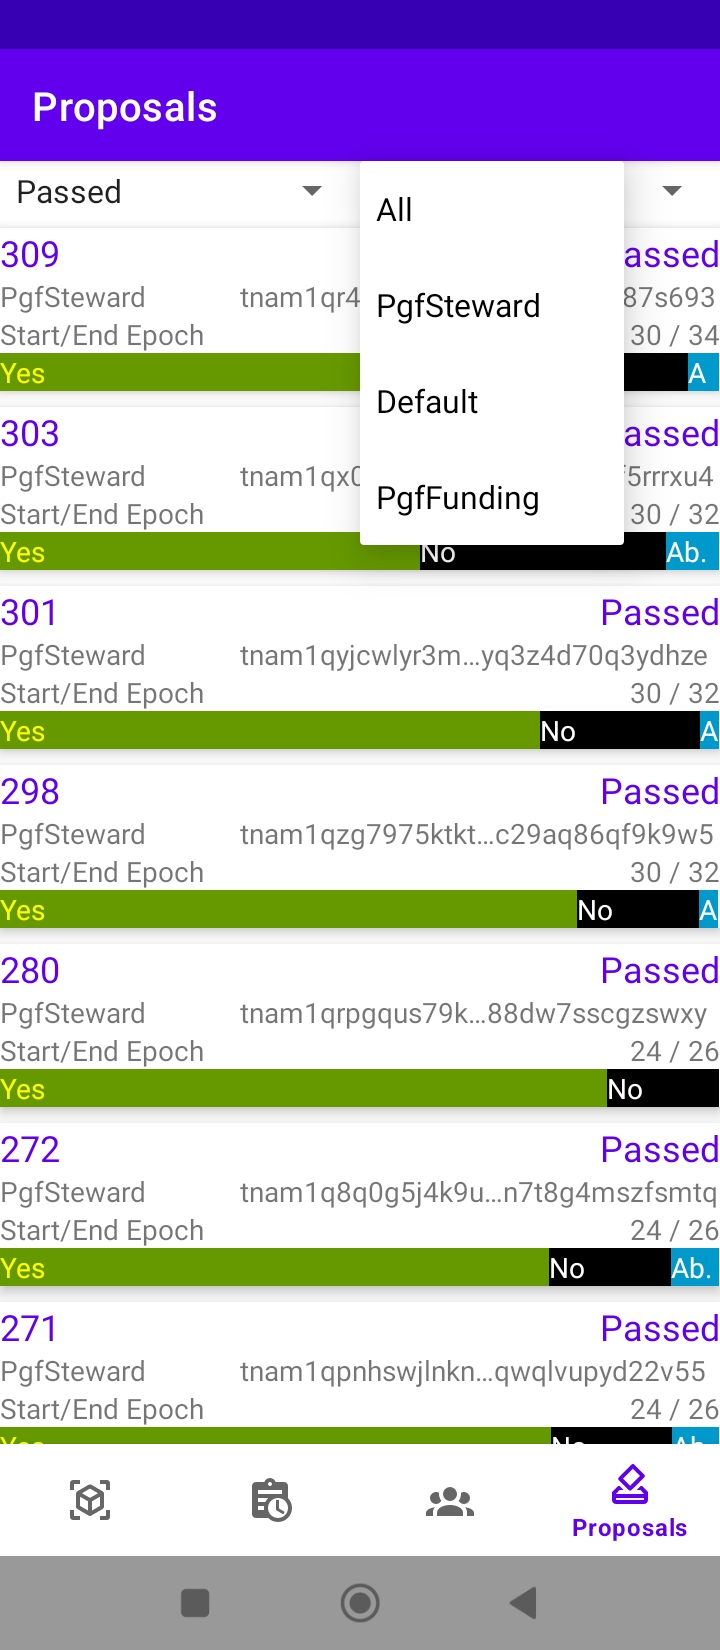 Proposals
Passed
All
PgfSteward
Default
PgfFunding
309 assed
PgfSteward tnam1qr4 87s693
Start/End Epoch 30 / 34
Yes A
303 assed
PgfSteward tnam1qx0 f5rrrxu4
Start/End Epoch 30 / 32
Yes No Ab.
301 Passed
PgfSteward tnam1qyjcwlyr3m...yq3z4d70q3ydhze
Start/End Epoch 30 / 32
Yes No A
298 Passed
PgfSteward tnam1qzg7975ktkt...c29aq86qf9k9w5
Start/End Epoch 30 / 32
Yes No A
280 Passed
PgfSteward tnam1qrpgqus79k...88dw7sscgzswxy
Start/End Epoch 24 / 26
Yes No
272 Passed
PgfSteward tnam1q8q0g5j4k9u...n7t8g4mszfsmtq
Start/End Epoch 24 / 26
Yes No Ab.
271 Passed
PgfSteward tnam1qpnhswjlnkn...qwqlvupyd22v55
Start/End Epoch 24 / 26
Yes No Ab.
Proposals